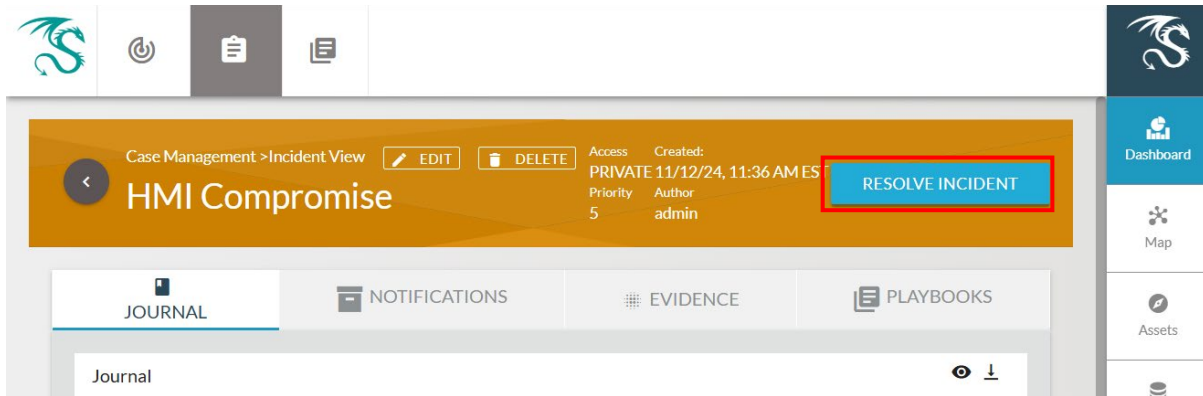 Case Management >Incident View
EDIT
DELETE
HMI Compromise
Access Created:
PRIVATE 11/12/24, 11:36 AM EST
Priority Author
5 admin
RESOLVE INCIDENT
JOURNAL
NOTIFICATIONS
EVIDENCE
PLAYBOOKS
Journal
Dashboard
Map
Assets